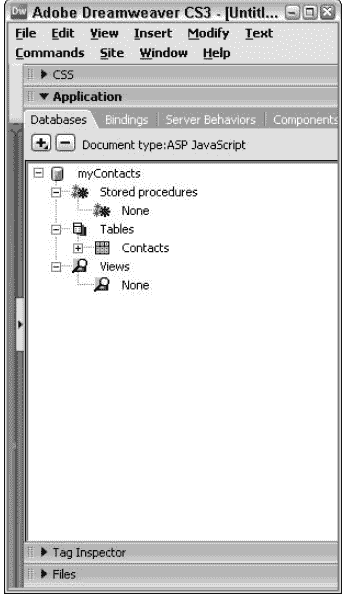 Dw Adobe Dreamweaver CS3 - [Untitl...
File Edit View Insert Modify Text
Commands Site Window Help
CSS
Application
Databases Bindings Server Behaviors Components
Document type:ASP JavaScript
myContacts
Stored procedures
None
Tables
Contacts
Views
None
Tag Inspector
Files